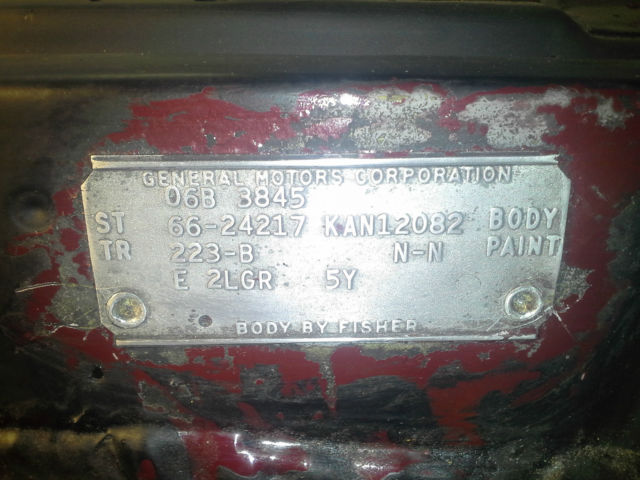 GENERAL MOTORS CORPORATION
06B 3845
ST 66-24217 KAN12082 BODY
TR 223-B N-N PAINT
E 2LGR 5Y
BODY BY FISHER